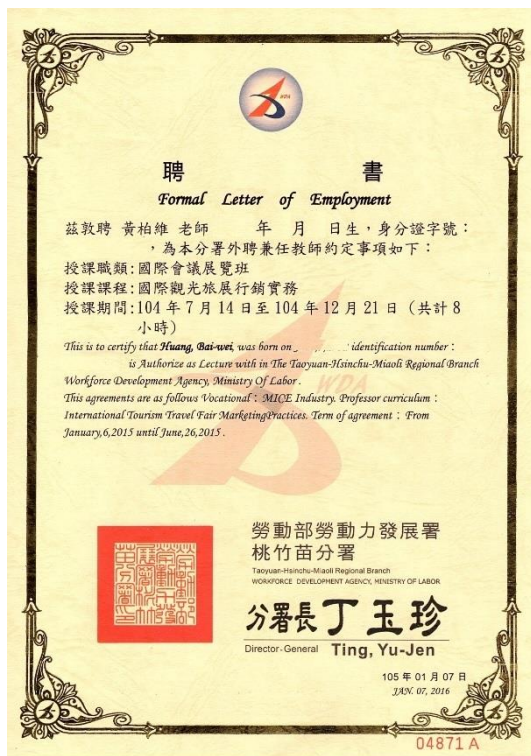 WDA
聘 書
Formal Letter of Employment
茲敦聘 黃柏維 老師 年 月 日生,身分證字號:
,為本分署外聘兼任教師約定事項如下:
授課職類:國際會議展覽班
授課課程:國際觀光旅展行銷實務
授課期間:104 年 7 月 14 日至 104 年 12 月 21 日 (共計 8
小時)
This is to certify that Huang, Bai-wei, was born on identification number :
is Authorize as Lecture with in The Taoyuan-Hsinchu-Miaoli Regional Branch
Workforce Development Agency, Ministry Of Labor .
This agreements are as follows Vocational : MICE Industry. Professor curriculum :
International Tourism Travel Fair MarketingPractices. Term of agreement : From
January,6,2015 until June,26,2015 .
WDA
勞動部勞動力發展署
桃竹苗分署
Taoyuan-Hsinchu-Miaoli Regional Branch
WORKFORCE DEVELOPMENT AGENCY, MINISTRY OF LABOR
分署長 丁玉珍
Director-General Ting, Yu-Jen
105 年 01 月 07 日
JAN. 07, 2016
04871 A